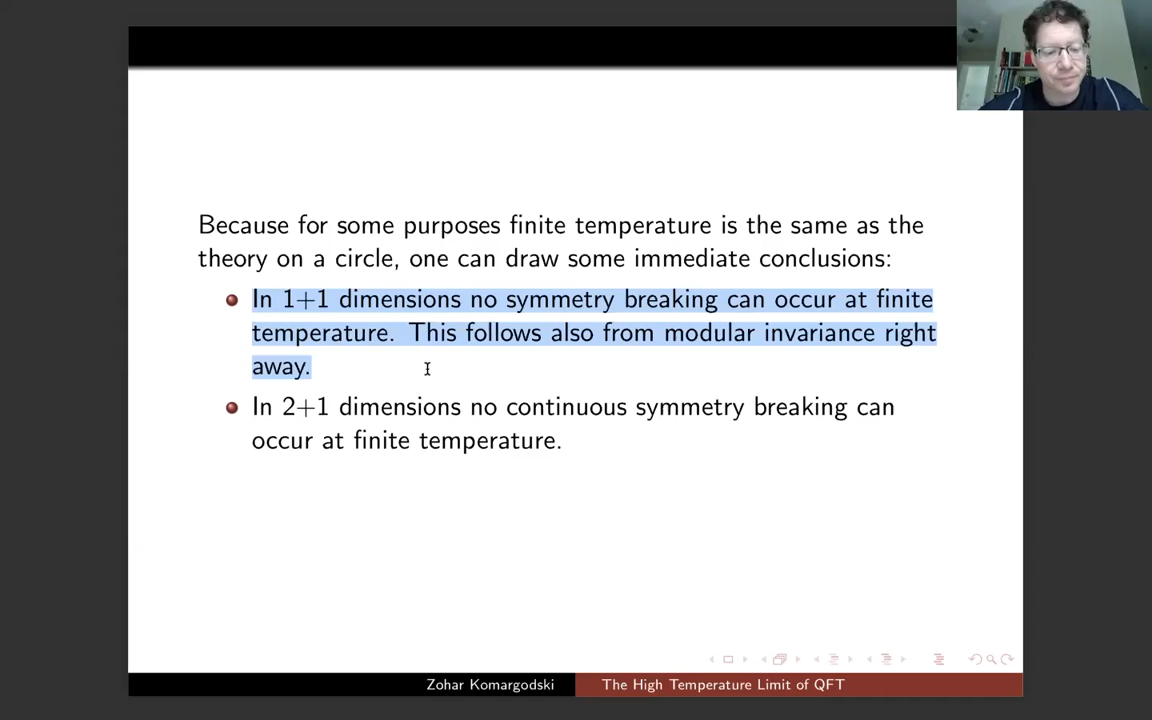 Because for some purposes finite temperature is the same as the
theory on a circle, one can draw some immediate conclusions:
In 1+1 dimensions no symmetry breaking can occur at finite
temperature. This follows also from modular invariance right
away.
In 2+1 dimensions no continuous symmetry breaking can
occur at finite temperature.
Zohar Komargodski
The High Temperature Limit of QFT